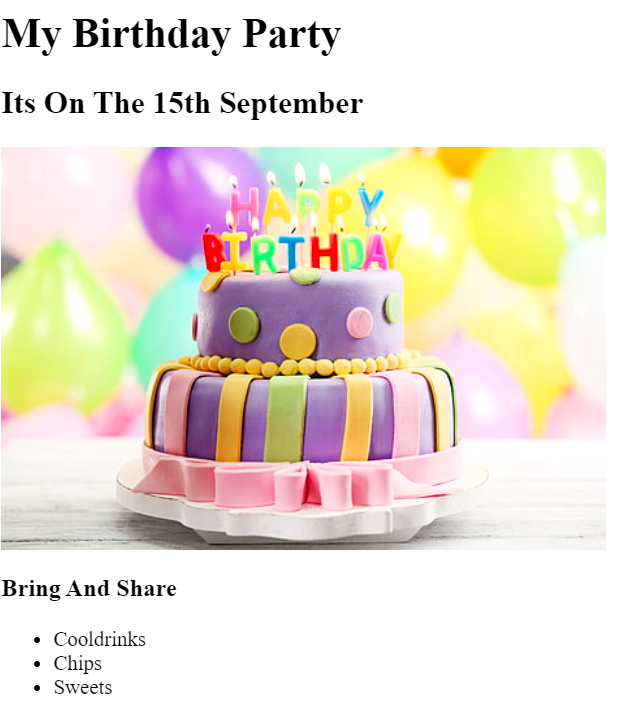 My Birthday Party
Its On The 15th September
HAPPY
BIRTHDAY
Bring And Share
Cooldrinks
Chips
Sweets